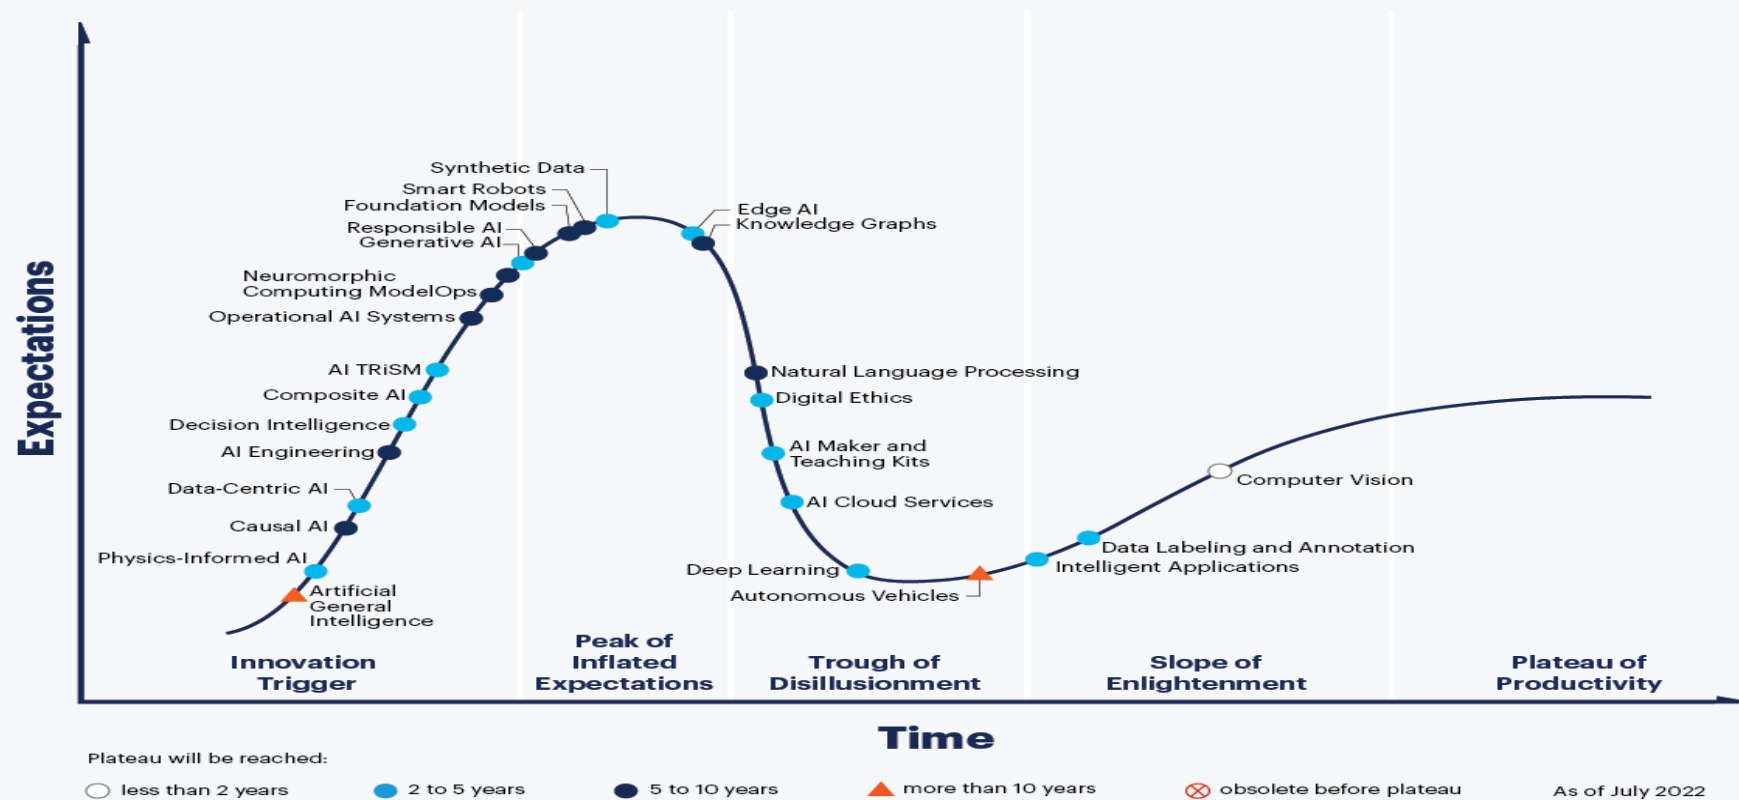 Synthetic Data
Smart Robots
Foundation Models
Responsible AI
Generative AI
Neuromorphic
Computing ModelOps
Operational AI Systems
AI TRiSM
Composite AI
Decision Intelligence
AI Engineering
Data-Centric AI
Causal AI
Physics-Informed AI
Artificial
General
Intelligence
Edge AI
Knowledge Graphs
Natural Language Processing
Digital Ethics
AI Maker and
Teaching Kits
AI Cloud Services
Deep Learning
Autonomous Vehicles
Computer Vision
Data Labeling and Annotation
Intelligent Applications
Expectations
Innovation
Trigger
Peak of
Inflated
Expectations
Trough of
Disillusionment
Slope of
Enlightenment
Plateau of
Productivity
Time
Plateau will be reached:
less than 2 years
2 to 5 years
5 to 10 years
more than 10 years
obsolete before plateau
As of July 2022